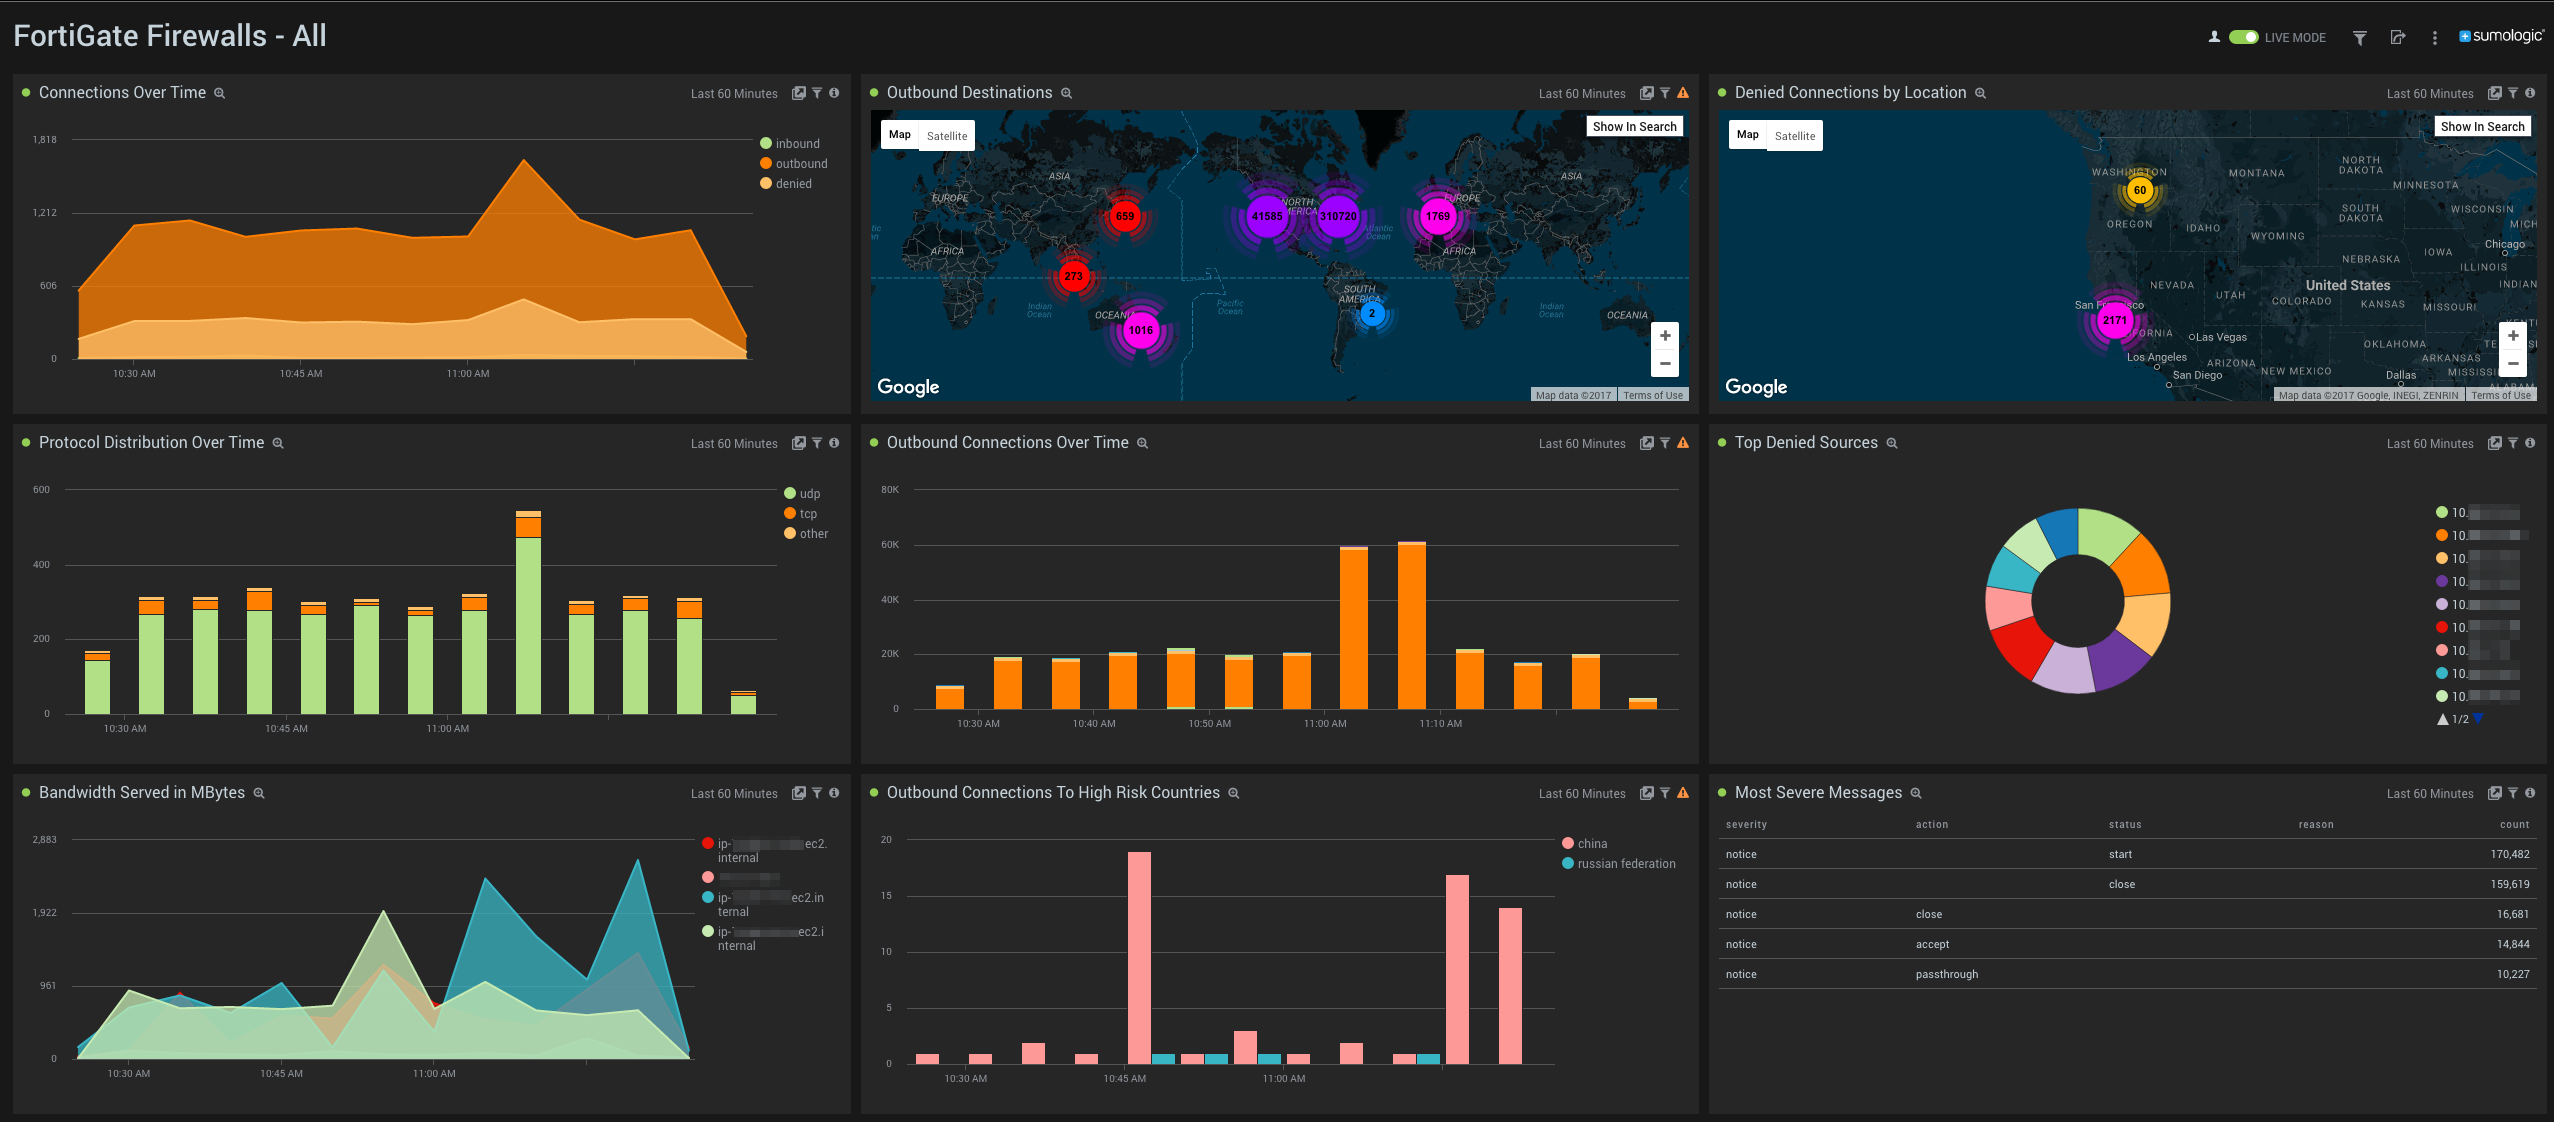 FortiGate Firewalls - All
LIVE MODE
sumologic
Connections Over Time
Last 60 Minutes
1,818
1,212
606
0
10:30 AM
10:45 AM
11:00 AM
inbound
outbound
denied
Outbound Destinations
Last 60 Minutes
Map
Satellite
Show In Search
ASIA
EUROPE
AFRICA
Indian
Ocean
OCEANIA
Pacific
Ocean
NORTH
Atlantic
Ocean
SOUTH
AMERICA
EUROPE
AFRICA
ASIA
Indian
Ocean
OCEANIA
659
273
1016
41585
310720
1769
2
+
−
Google
Map data ©2017
Terms of Use
Denied Connections by Location
Last 60 Minutes
Map
Satellite
Show In Search
WASHINGTON
60
OREGON
MONTANA
NORTH
DAKOTA
MINNESOTA
SOUTH
DAKOTA
WISCONSIN
MICH
IDAHO
WYOMING
Chicago
IOWA
NEBRASKA
ILLINOIS
NEVADA
UTAH
United States
COLORADO
KANSAS
MISSOURI
INDIAN
2171
Las Vegas
Los Angeles
ARIZONA
San Diego
NEW MEXICO
OKLAHOMA
ARKANSAS
Dallas
+
−
Google
Map data ©2017 Google, INEGI, ZENRIN
Terms of Use
Protocol Distribution Over Time
Last 60 Minutes
600
400
200
0
10:30 AM
10:45 AM
11:00 AM
udp
tcp
other
Outbound Connections Over Time
Last 60 Minutes
80K
60K
40K
20K
0
10:30 AM
10:40 AM
10:50 AM
11:00 AM
11:10 AM
Top Denied Sources
Last 60 Minutes
10.
10.
10.
10.
10.
10.
10.
10.
10.
1/2
Bandwidth Served in MBytes
Last 60 Minutes
2,883
1,922
961
0
10:30 AM
10:45 AM
11:00 AM
ip- ec2.
internal
ip- ec2.in
ternal
ip- ec2.i
nternal
Outbound Connections To High Risk Countries
Last 60 Minutes
20
15
10
5
0
10:30 AM
10:45 AM
11:00 AM
china
russian federation
Most Severe Messages
Last 60 Minutes
severity action status reason count
notice start 170,482
notice close 159,619
notice close 16,681
notice accept 14,844
notice passthrough 10,227